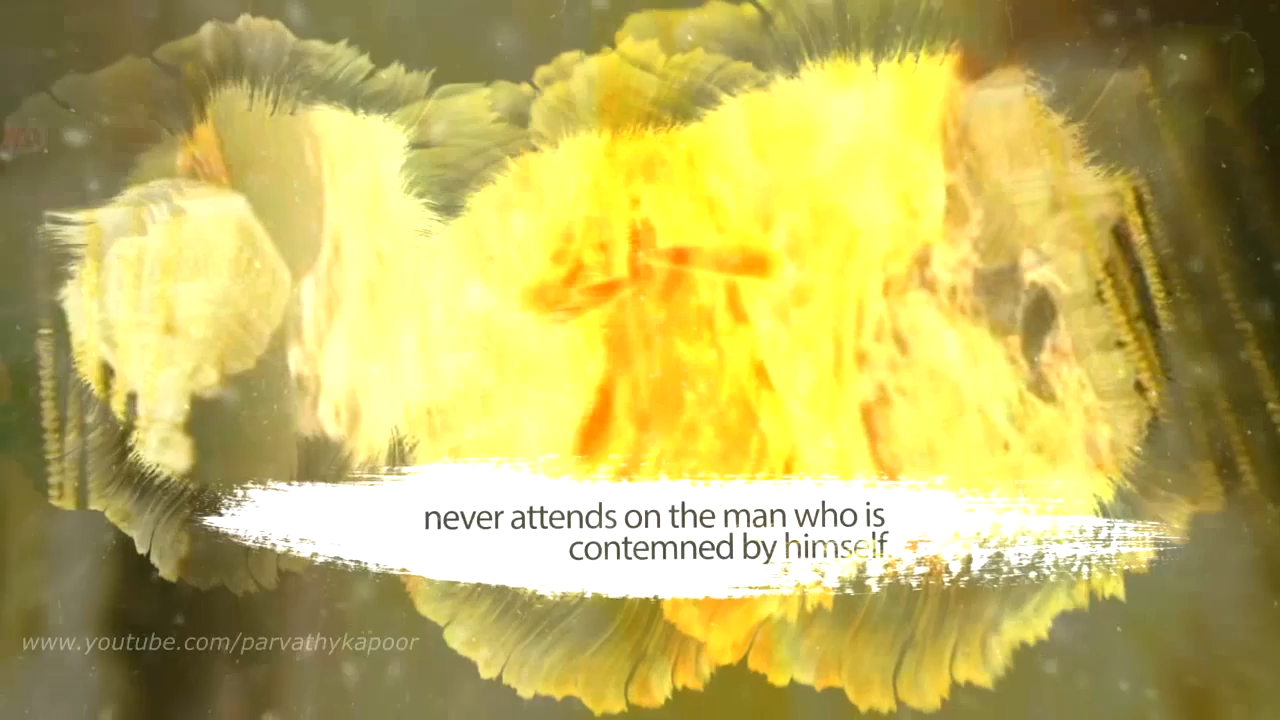 never attends on the man who is
contemned by himself.
www.youtube.com/parvathykapoor